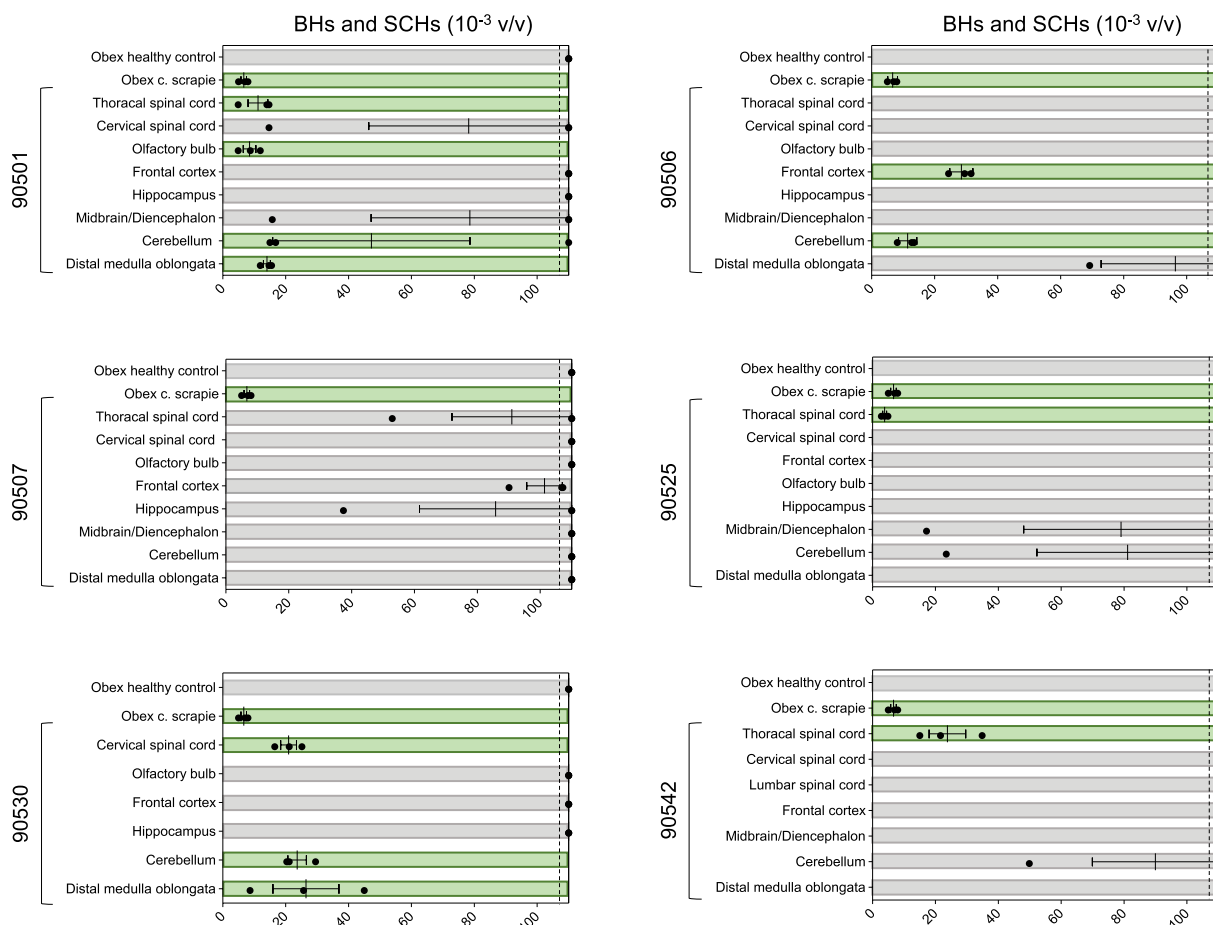 BHs and SCHs (10-3 v/v)
90501
Obex healthy control
Obex c. scrapie
Thoracal spinal cord
Cervical spinal cord
Olfactory bulb
Frontal cortex
Hippocampus
Midbrain/Diencephalon
Cerebellum
Distal medulla oblongata
0 20 40 60 80 100
BHs and SCHs (10-3 v/v)
90506
Obex healthy control
Obex c. scrapie
Thoracal spinal cord
Cervical spinal cord
Olfactory bulb
Frontal cortex
Hippocampus
Midbrain/Diencephalon
Cerebellum
Distal medulla oblongata
0 20 40 60 80 100
90507
Obex healthy control
Obex c. scrapie
Thoracal spinal cord
Cervical spinal cord
Olfactory bulb
Frontal cortex
Hippocampus
Midbrain/Diencephalon
Cerebellum
Distal medulla oblongata
0 20 40 60 80 100
90525
Obex healthy control
Obex c. scrapie
Thoracal spinal cord
Cervical spinal cord
Frontal cortex
Olfactory bulb
Hippocampus
Midbrain/Diencephalon
Cerebellum
Distal medulla oblongata
0 20 40 60 80 100
90530
Obex healthy control
Obex c. scrapie
Cervical spinal cord
Olfactory bulb
Frontal cortex
Hippocampus
Cerebellum
Distal medulla oblongata
0 20 40 60 80 100
90542
Obex healthy control
Obex c. scrapie
Thoracal spinal cord
Cervical spinal cord
Lumbar spinal cord
Frontal cortex
Midbrain/Diencephalon
Cerebellum
Distal medulla oblongata
0 20 40 60 80 100